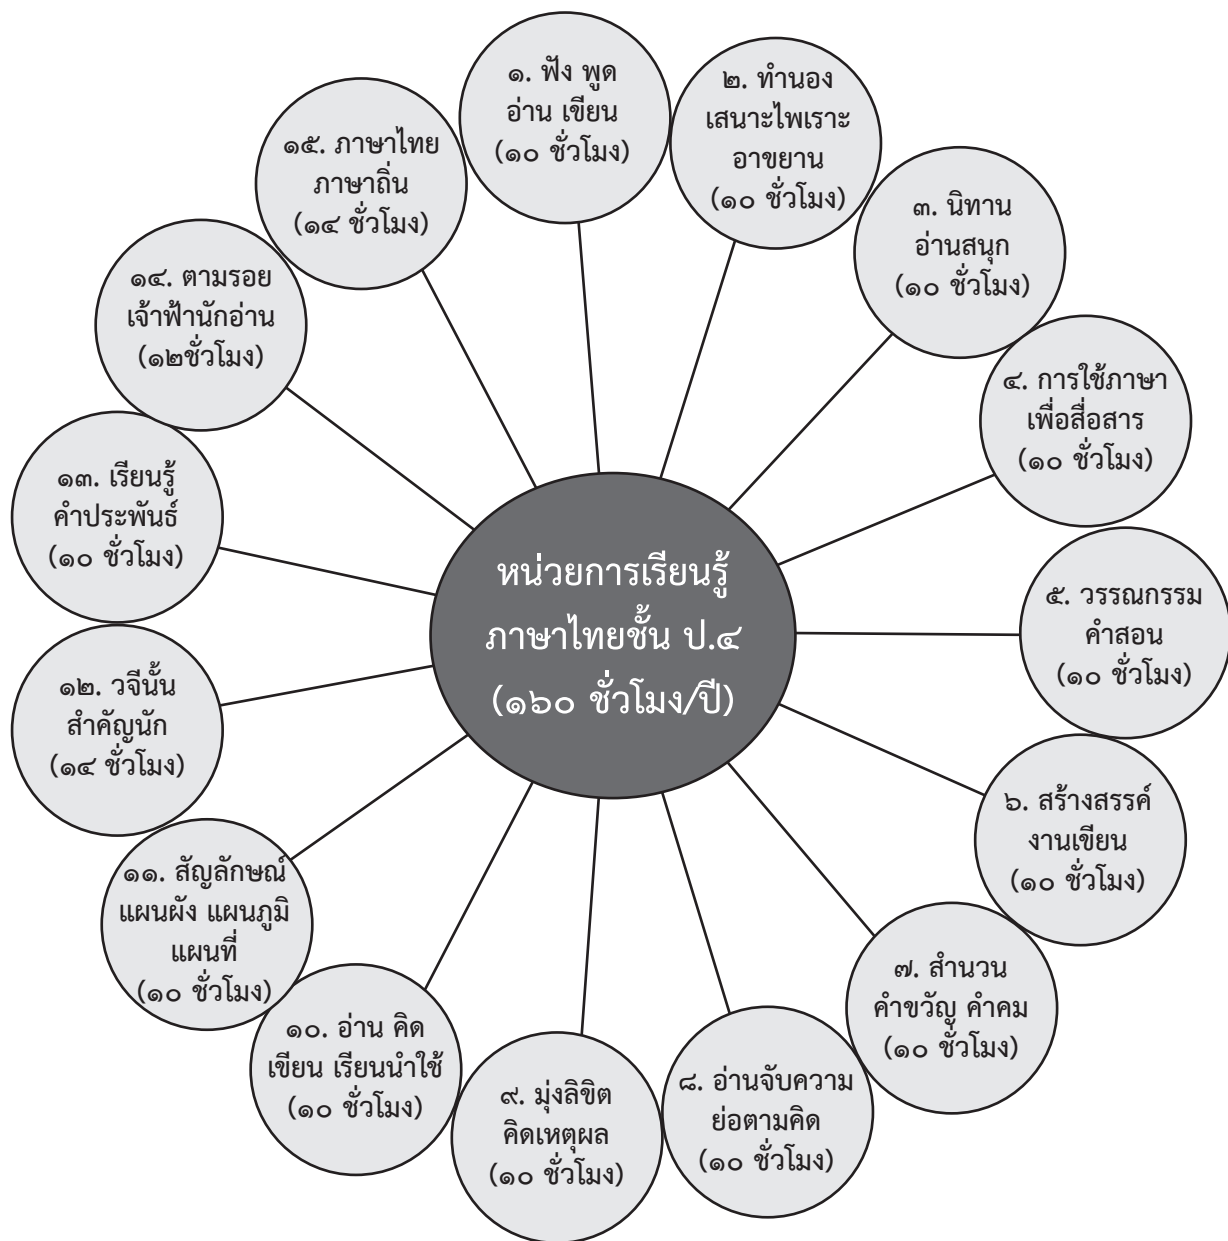 หน่วยการเรียนรู้
ภาษาไทยชั้น ป.๔
(๑๖๐ ชั่วโมง/ปี)
๑. ฟัง พูด
อ่าน เขียน
(๑๐ ชั่วโมง)
๒. ทำนอง
เสนาะไพเราะ
อาขยาน
(๑๐ ชั่วโมง)
๓. นิทาน
อ่านสนุก
(๑๐ ชั่วโมง)
๔. การใช้ภาษา
เพื่อสื่อสาร
(๑๐ ชั่วโมง)
๕. วรรณกรรม
คำสอน
(๑๐ ชั่วโมง)
๖. สร้างสรรค์
งานเขียน
(๑๐ ชั่วโมง)
๗. สำนวน
คำขวัญ คำคม
(๑๐ ชั่วโมง)
๘. อ่านจับความ
ย่อตามคิด
(๑๐ ชั่วโมง)
๙. มุ่งลิขิต
คิดเหตุผล
(๑๐ ชั่วโมง)
๑๐. อ่าน คิด
เขียน เรียนนำใช้
(๑๐ ชั่วโมง)
๑๑. สัญลักษณ์
แผนผัง แผนภูมิ
แผนที่
(๑๐ ชั่วโมง)
๑๒. วจีนั้น
สำคัญนัก
(๑๔ ชั่วโมง)
๑๓. เรียนรู้
คำประพันธ์
(๑๐ ชั่วโมง)
๑๔. ตามรอย
เจ้าฟ้านักอ่าน
(๑๒ชั่วโมง)
๑๕. ภาษาไทย
ภาษาถิ่น
(๑๔ ชั่วโมง)